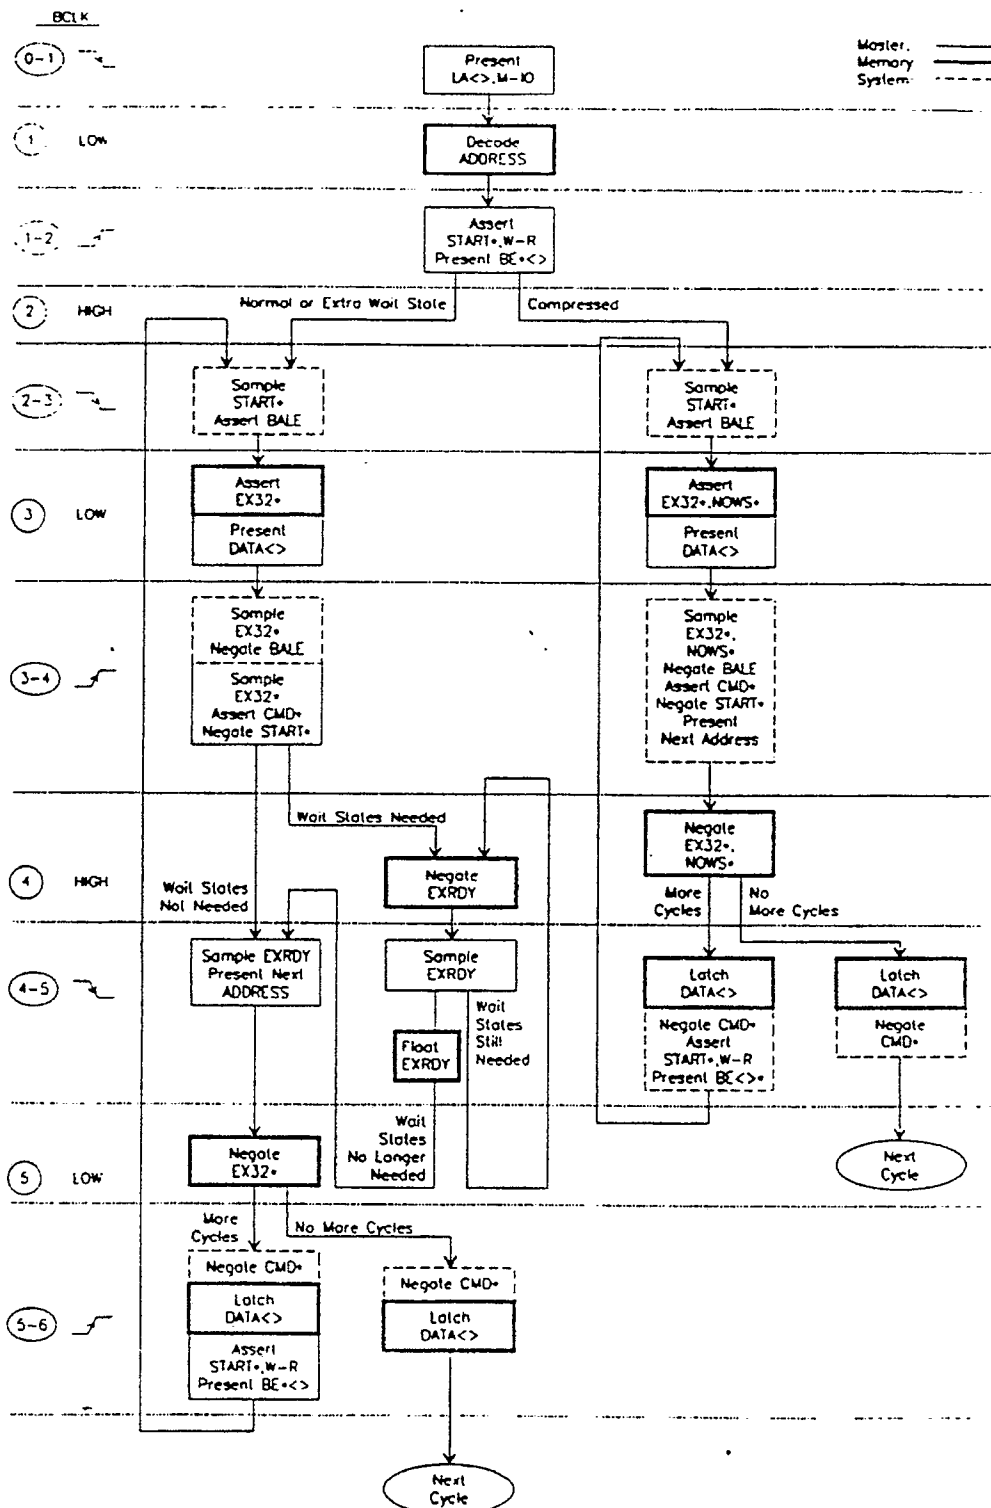 BCLK
0-1
Present
LA<>,M-IO
Master
Memory
System
1
LOW
Decode
ADDRESS
1-2
Assert
START*,W-R
Present BE*<>
2
HIGH
Normal or Extra Wait State
Compressed
2-3
Sample
START*
Assert BALE
Sample
START*
Assert BALE
3
LOW
Assert
EX32*
Present
DATA<>
Assert
EX32*,NOWS*
Present
DATA<>
3-4
Sample
EX32*
Negate BALE
Sample
EX32*
Assert CMD*
Negate START*
Sample
EX32*,
NOWS*
Negate BALE
Assert CMD*
Negate START*
Present
Next Address
4
HIGH
Wait States Needed
Wait States
Not Needed
Negate
EXRDY
Negate
EX32*,
NOWS*
More
Cycles
No
More Cycles
4-5
Sample EXRDY
Present Next
ADDRESS
Sample
EXRDY
Float
EXRDY
Wait
States
Still
Needed
Latch
DATA<>
Negate CMD*
Assert
START*,W-R
Present BE<>*
Latch
DATA<>
Negate
CMD*
5
LOW
Negate
EX32*
Wait
States
No Longer
Needed
Next
Cycle
More
Cycles
No More Cycles
5-6
Negate CMD*
Latch
DATA<>
Assert
START*,W-R
Present BE*<>
Negate CMD*
Latch
DATA<>
Next
Cycle